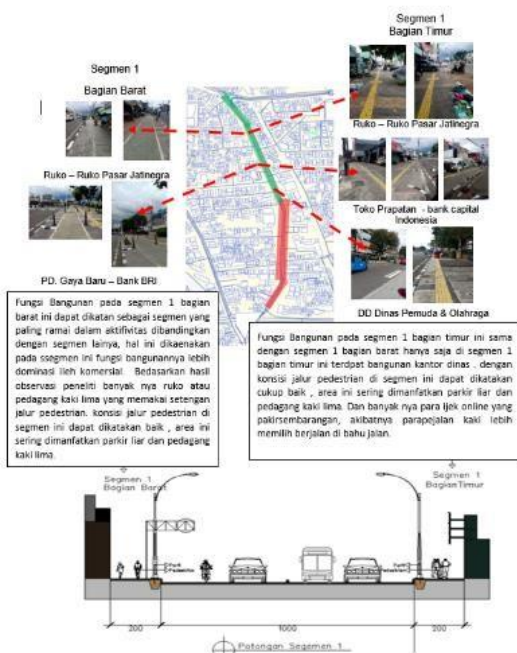 Segmen 1
Bagian Timur
Segmen 1
Bagian Barat
Ruko – Ruko Pasar Jatinegra
Ruko – Ruko Pasar Jatinegra
Toko Prapatan - bank capital
Indonesia
PD. Gaya Baru – Bank BRI
DD Dinas Pemuda & Olahraga
Fungsi Bangunan pada segmen 1 bagian
barat ini dapat dikatan sebagai segmen yang
paling ramai dalam aktifivitas dibandingkan
dengan segmen lainya, hal ini dikaenakan
pada ssegmen ini fungsi bangunannya lebih
dominasi lleh komersial. Bedasarkan hasil
observasi peneliti banyak nya ruko atau
pedagang kaki lima yang memakai setengan
jalur pedestrian. konsisi jalur pedestrian di
segmen ini dapat dikatakan baik , area ini
sering dimanfatkan parkir liar dan pedagang
kaki lima.
Fungsi Bangunan pada segmen 1 bagian timur ini sama
dengan segmen 1 bagian barat hanya saja di segmen 1
bagian timur ini terdpat bangunan kantor dinas . dengan
konsisi jalur pedestrian di segmen ini dapat dikatakan
cukup baik , area ini sering dimanfatkan parkir liar dan
pedagang kaki lima. Dan banyak nya para ijek online yang
pakirsembarangan, akibatnya parapejalan kaki lebih
memilih berjalan di bahu jalan.
Segmen 1
Bagian Barat
Segmen 1
Bagian Timur
200
1000
200
Potongan Segemen 1